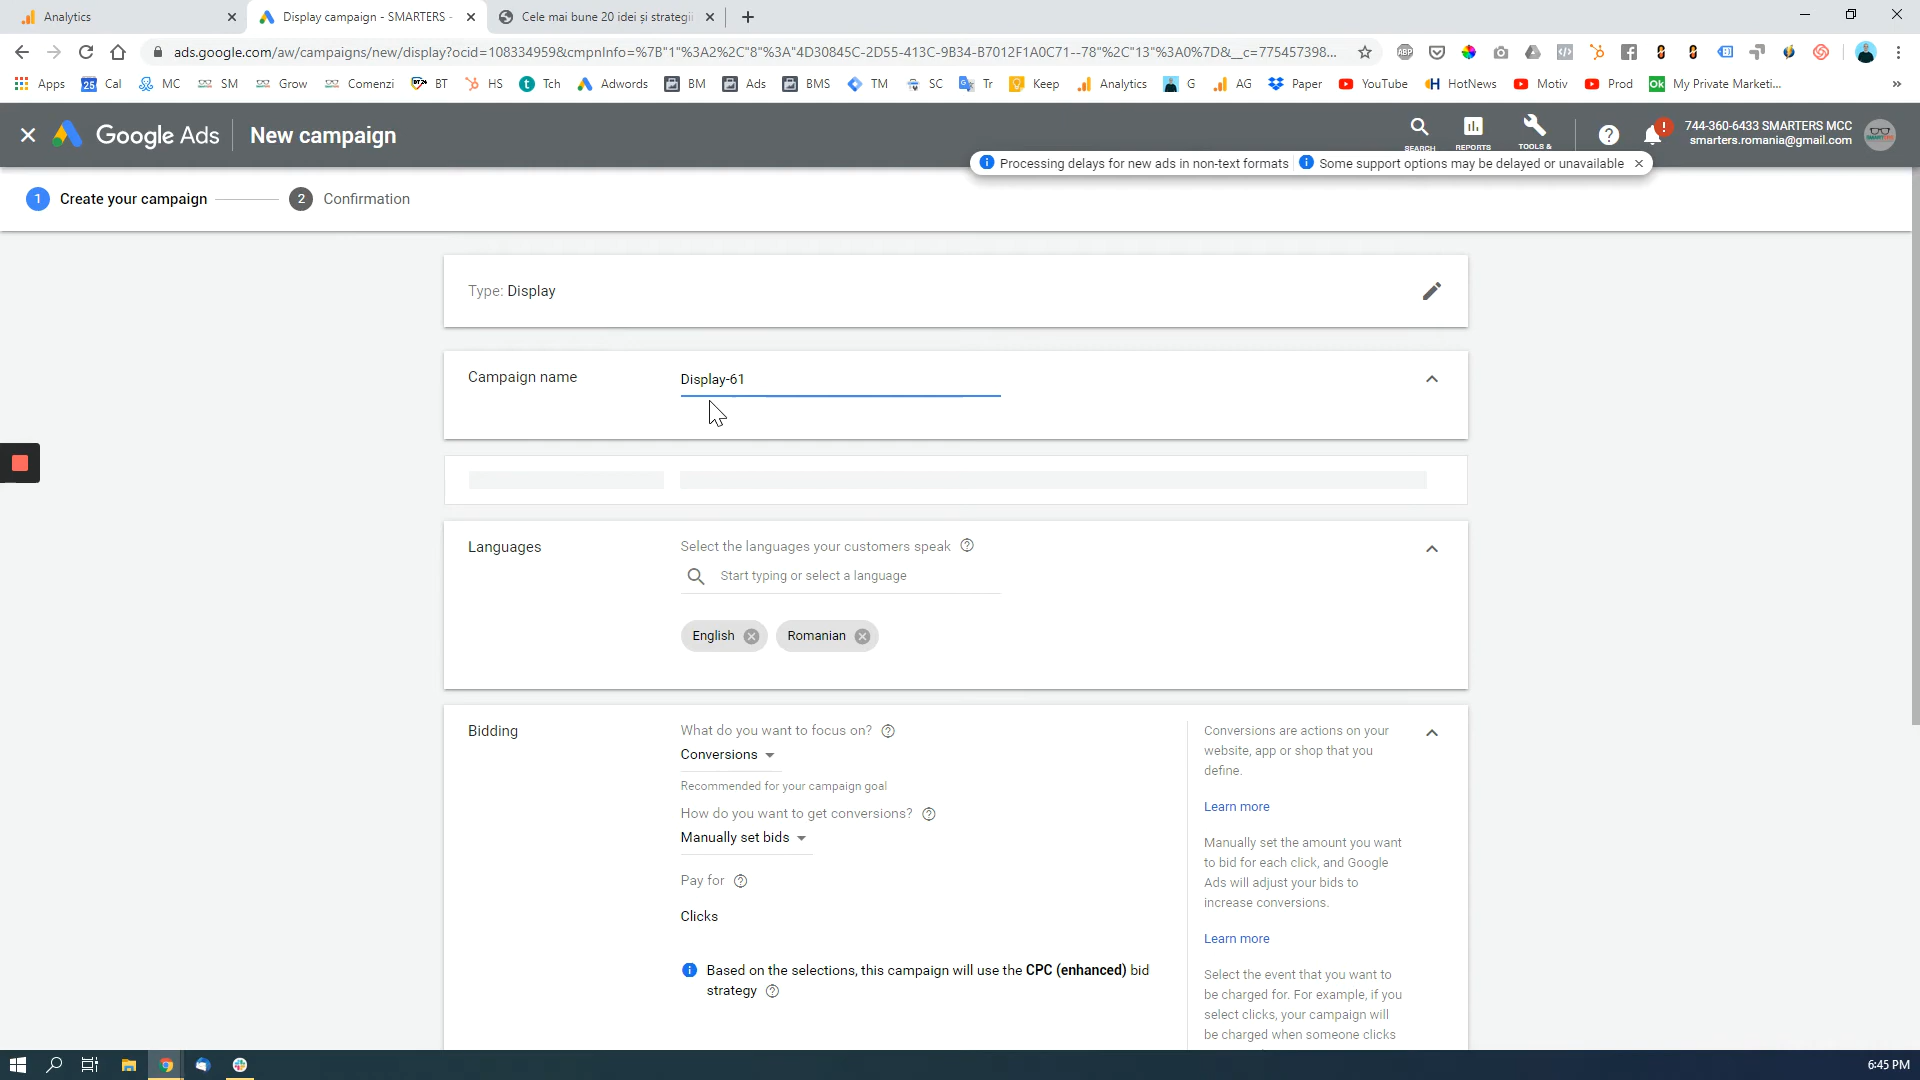 Analytics
Display campaign - SMARTERS -
Cele mai bune 20 idei și strategii
ads.google.com/aw/campaigns/new/display?ocid=108334959&cmpnInfo=%7B"1"%3A2%2C"8"%3A"4D30845C-2D55-413C-9B34-B7012F1A0C71--78"%2C"13"%3A0%7D&__c=775457398...
ABP
Apps
25 Cal
MC
SM
Grow
Comenzi
BT
HS
t Tch
Adwords
BM
Ads
BMS
TM
SC
Tr
Keep
Analytics
G
AG
Paper
YouTube
HotNews
Motiv
Prod
Ok My Private Marketi...
»
Google Ads New campaign
SEARCH
REPORTS
TOOLS &
744-360-6433 SMARTERS MCC
smarters.romania@gmail.com
Processing delays for new ads in non-text formats
Some support options may be delayed or unavailable
1 Create your campaign
2 Confirmation
Type: Display
Campaign name
Display-61
Languages
Select the languages your customers speak
Start typing or select a language
English
Romanian
Bidding
What do you want to focus on?
Conversions
Recommended for your campaign goal
How do you want to get conversions?
Manually set bids
Pay for
Clicks
Based on the selections, this campaign will use the CPC (enhanced) bid
strategy
Conversions are actions on your
website, app or shop that you
define.
Learn more
Manually set the amount you want
to bid for each click, and Google
Ads will adjust your bids to
increase conversions.
Learn more
Select the event that you want to
be charged for. For example, if you
select clicks, your campaign will
be charged when someone clicks
6:45 PM